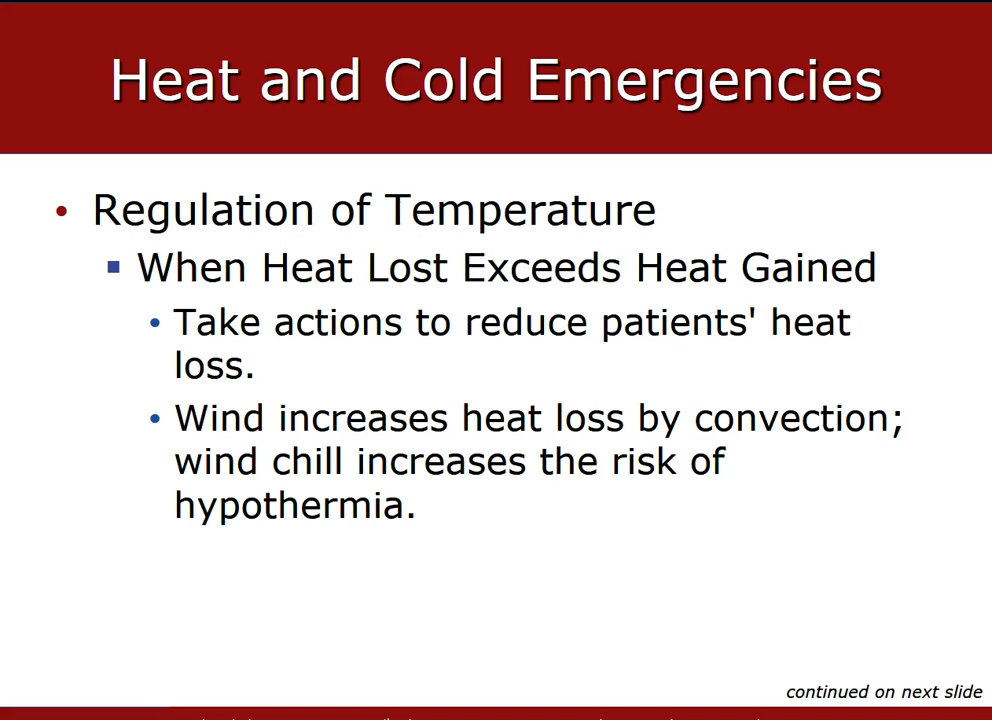 Heat and Cold Emergencies
• Regulation of Temperature
▪ When Heat Lost Exceeds Heat Gained
• Take actions to reduce patients' heat
loss.
• Wind increases heat loss by convection;
wind chill increases the risk of
hypothermia.
continued on next slide